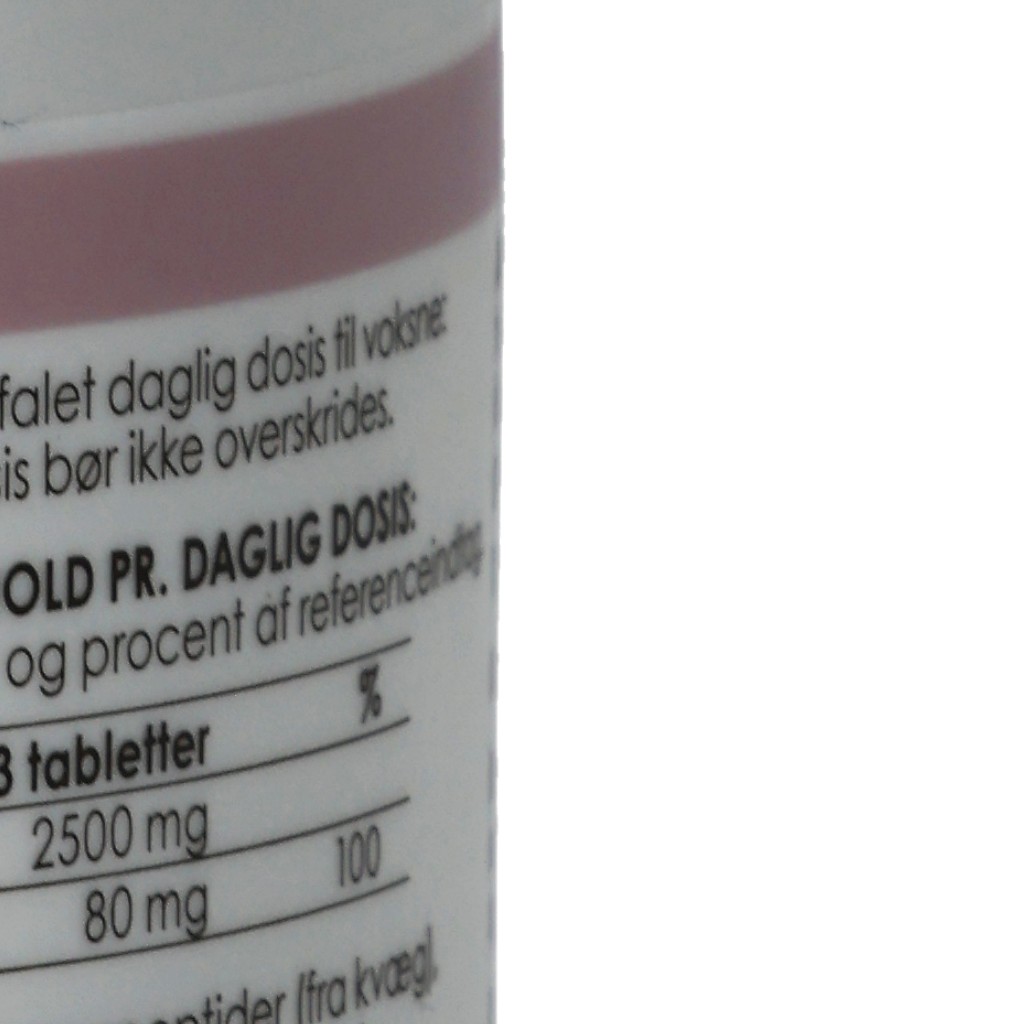 falet daglig dosis til voksne:
is bør ikke overskrides.
OLD PR. DAGLIG DOSIS:
og procent af referenceindtag
%
3 tabletter
2500 mg
80 mg 100
(fra kvæg),